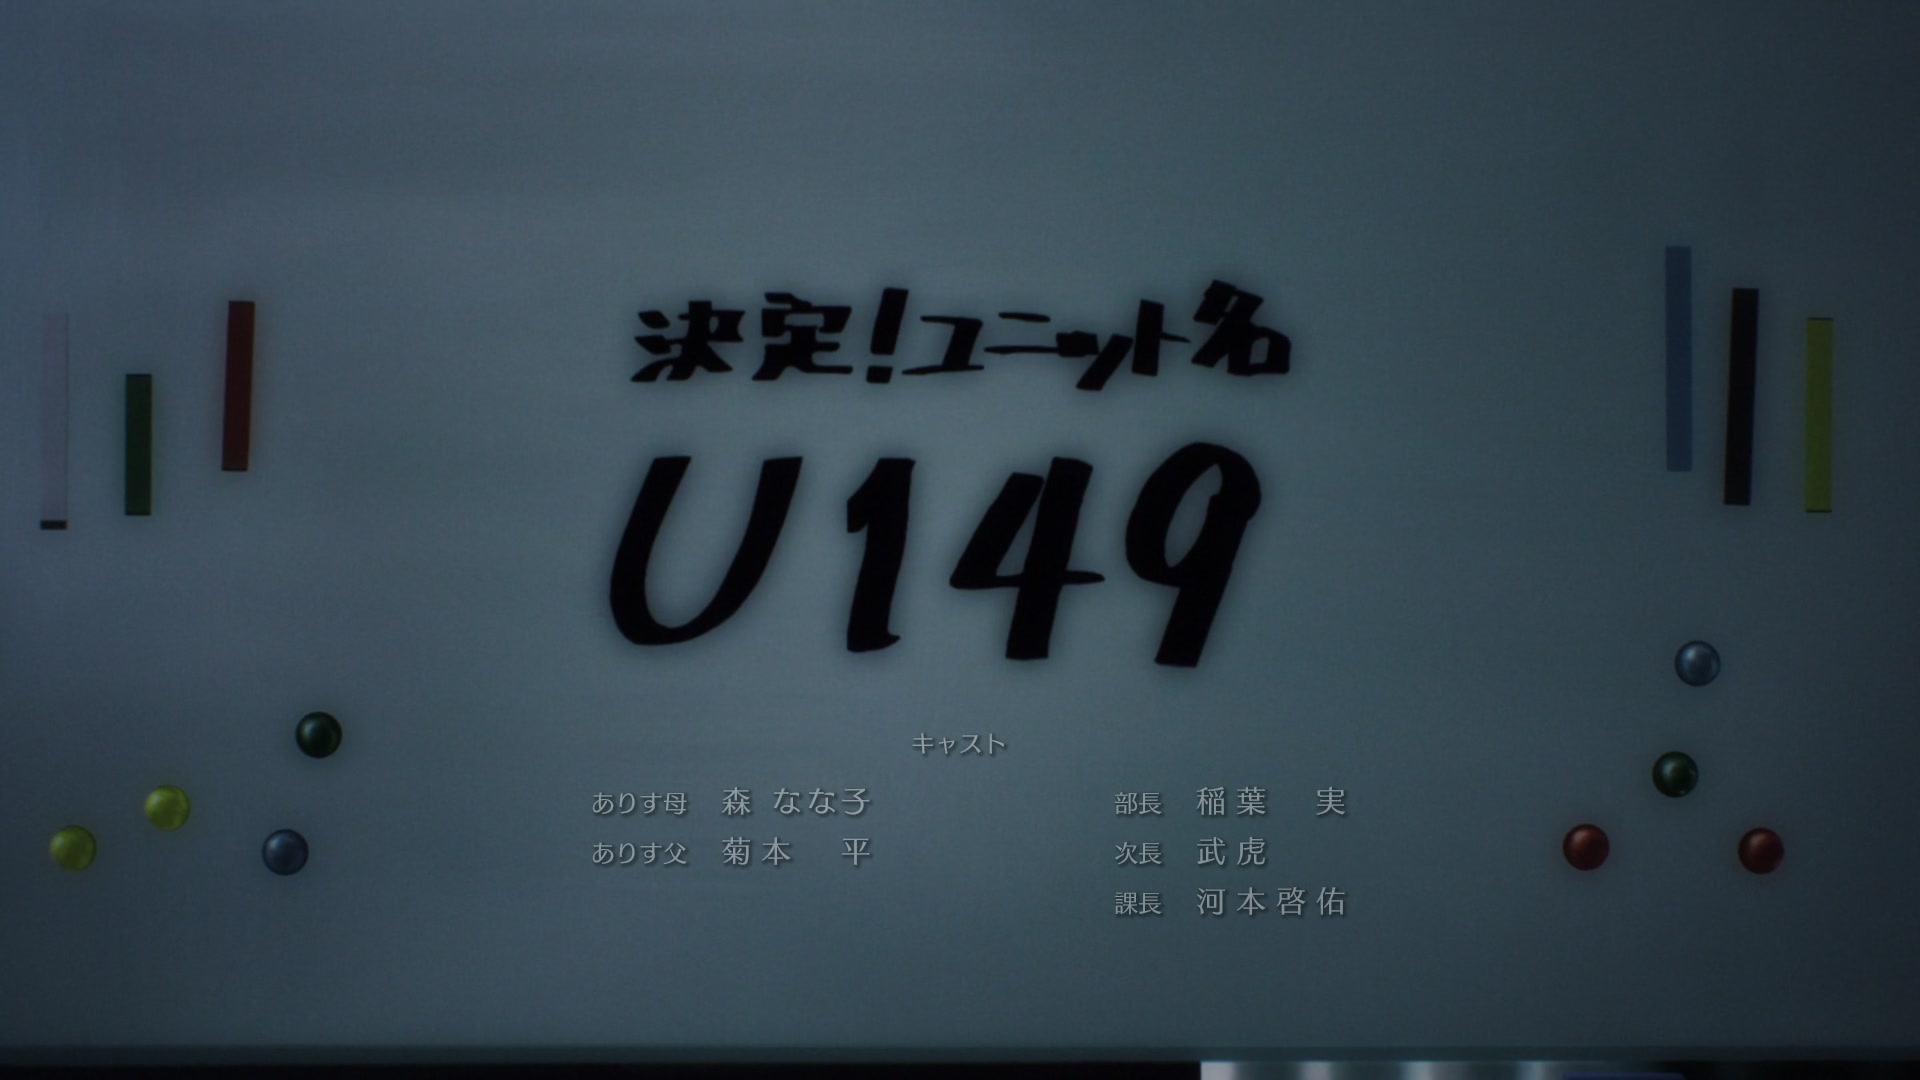 決定!ユニット名
U149
キャスト
ありす母 森 なな子
ありす父 菊本 平
部長 稲葉 実
次長 武虎
課長 河本啓佑